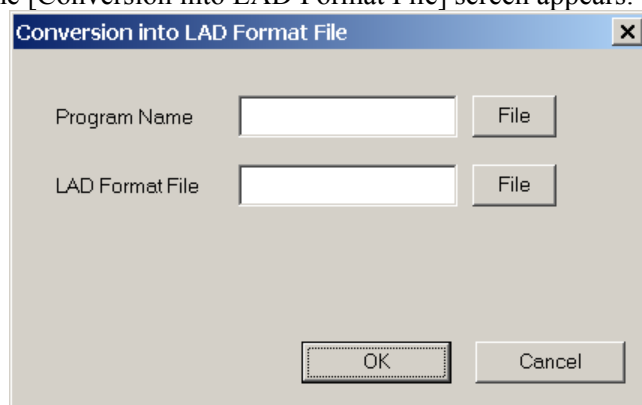 [Conversion into LAD Format File] screen appears.
Conversion into LAD Format File
Program Name File
LAD Format File File
OK Cancel